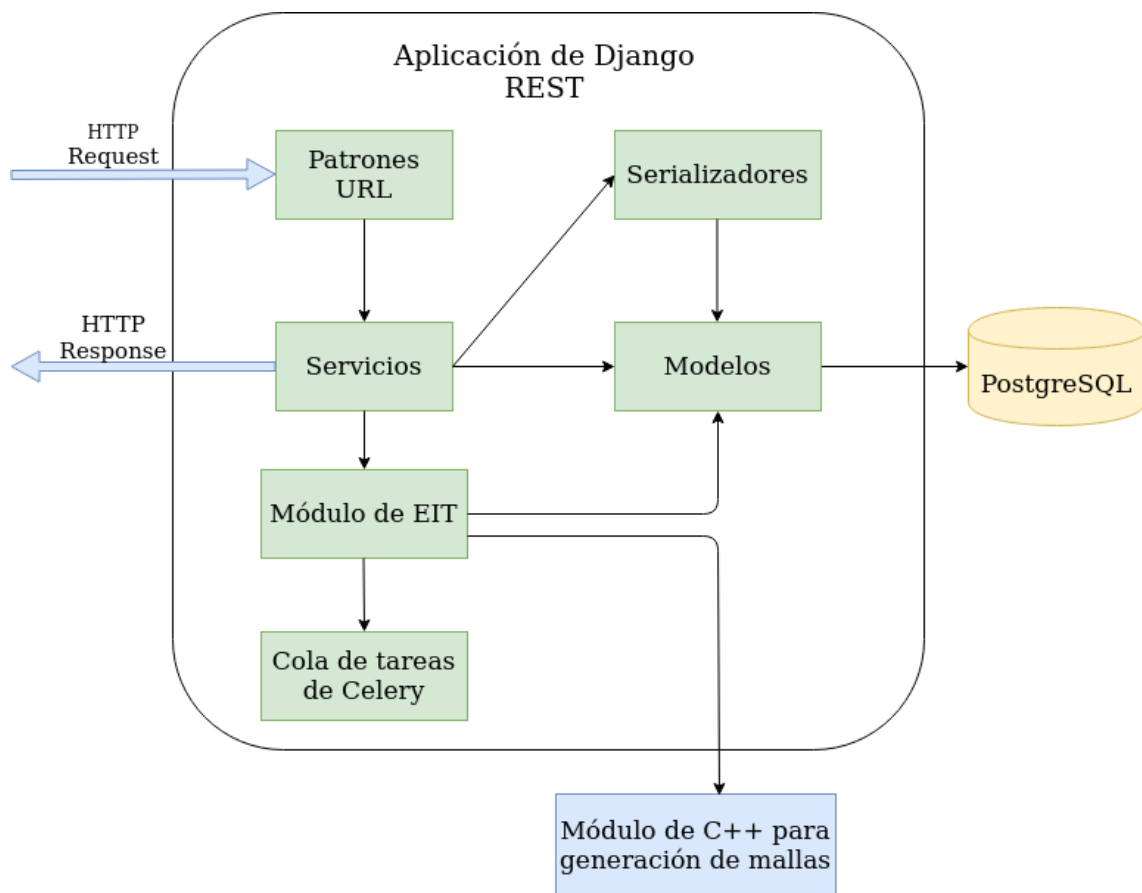 Aplicación de Django
REST
HTTP
Request
Patrones
URL
Serializadores
HTTP
Response
Servicios
Modelos
PostgreSQL
Módulo de EIT
Cola de tareas
de Celery
Módulo de C++ para
generación de mallas